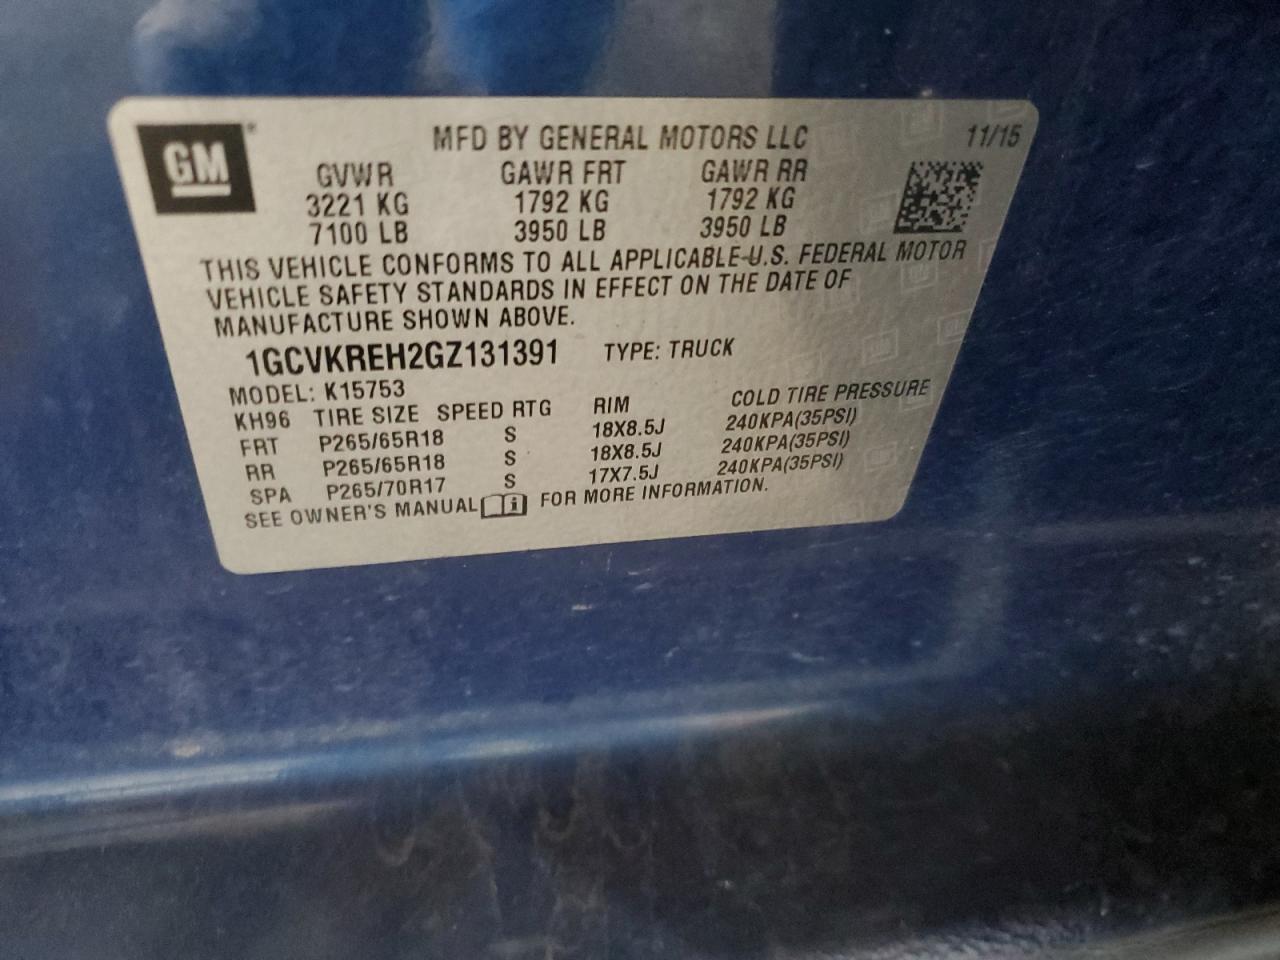 GM® MFD BY GENERAL MOTORS LLC 11/15
GVWR GAWR FRT GAWR RR
3221 KG 1792 KG 1792 KG
7100 LB 3950 LB 3950 LB
THIS VEHICLE CONFORMS TO ALL APPLICABLE U.S. FEDERAL MOTOR
VEHICLE SAFETY STANDARDS IN EFFECT ON THE DATE OF
MANUFACTURE SHOWN ABOVE.
1GCVKREH2GZ131391 TYPE: TRUCK
MODEL: K15753
KH96 TIRE SIZE SPEED RTG RIM COLD TIRE PRESSURE
FRT P265/65R18 S 18X8.5J 240KPA(35PSI)
RR P265/65R18 S 18X8.5J 240KPA(35PSI)
SPA P265/70R17 S 17X7.5J 240KPA(35PSI)
SEE OWNER'S MANUAL i FOR MORE INFORMATION.